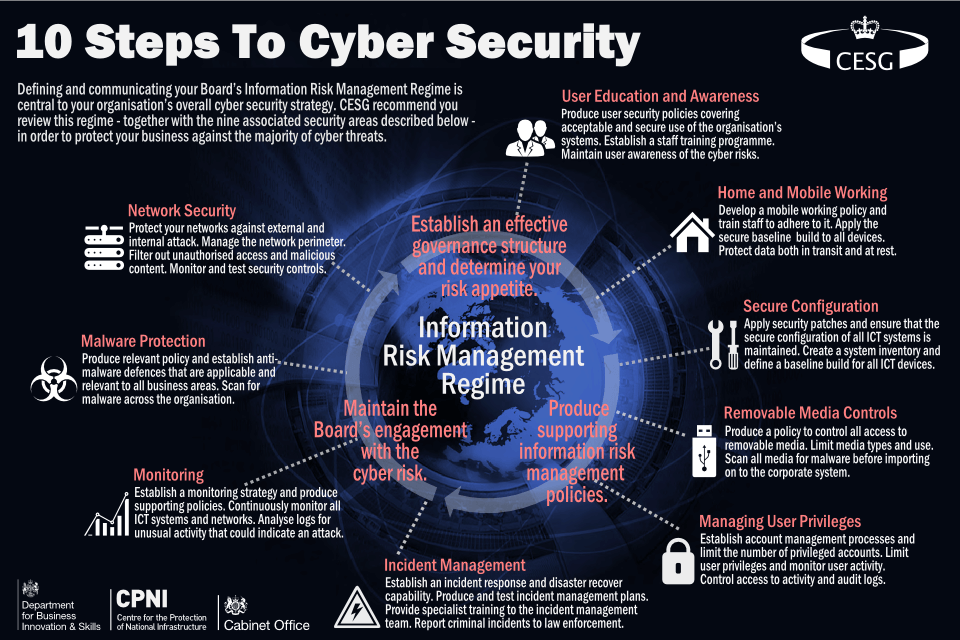 10 Steps To Cyber Security
CESG
Defining and communicating your Board's Information Risk Management Regime is
central to your organisation's overall cyber security strategy. CESG recommend you
review this regime - together with the nine associated security areas described below -
in order to protect your business against the majority of cyber threats.
User Education and Awareness
Produce user security policies covering
acceptable and secure use of the organisation's
systems. Establish a staff training programme.
Maintain user awareness of the cyber risks.
Home and Mobile Working
Develop a mobile working policy and
train staff to adhere to it. Apply the
secure baseline build to all devices.
Protect data both in transit and at rest.
Secure Configuration
Apply security patches and ensure that the
secure configuration of all ICT systems is
maintained. Create a system inventory and
define a baseline build for all ICT devices.
Removable Media Controls
Produce a policy to control all access to
removable media. Limit media types and use.
Scan all media for malware before importing
on to the corporate system.
Managing User Privileges
Establish account management processes and
limit the number of privileged accounts. Limit
user privileges and monitor user activity.
Control access to activity and audit logs.
Incident Management
Establish an incident response and disaster recover
capability. Produce and test incident management plans.
Provide specialist training to the incident management
team. Report criminal incidents to law enforcement.
Monitoring
Establish a monitoring strategy and produce
supporting policies. Continuously monitor all
ICT systems and networks. Analyse logs for
unusual activity that could indicate an attack.
Malware Protection
Produce relevant policy and establish anti-
malware defences that are applicable and
relevant to all business areas. Scan for
malware across the organisation.
Network Security
Protect your networks against external and
internal attack. Manage the network perimeter.
Filter out unauthorised access and malicious
content. Monitor and test security controls.
Establish an effective
governance structure
and determine your
risk appetite.
Information
Risk Management
Regime
Maintain the
Board's engagement
with the
cyber risk.
Produce
supporting
information risk
management
policies.
Department
for Business
Innovation & Skills
CPNI
Centre for the Protection
of National Infrastructure
Cabinet Office